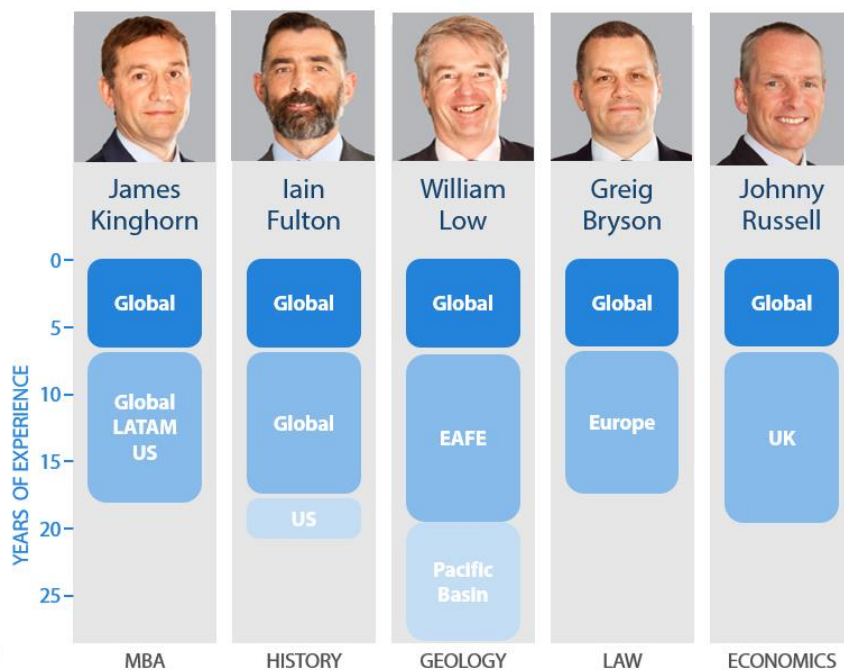 James
Kinghorn
Iain
Fulton
William
Low
Greig
Bryson
Johnny
Russell
YEARS OF EXPERIENCE
0
5
10
15
20
25
Global
Global
LATAM
US
MBA
Global
Global
US
HISTORY
Global
EAFE
Pacific
Basin
GEOLOGY
Global
Europe
LAW
Global
UK
ECONOMICS